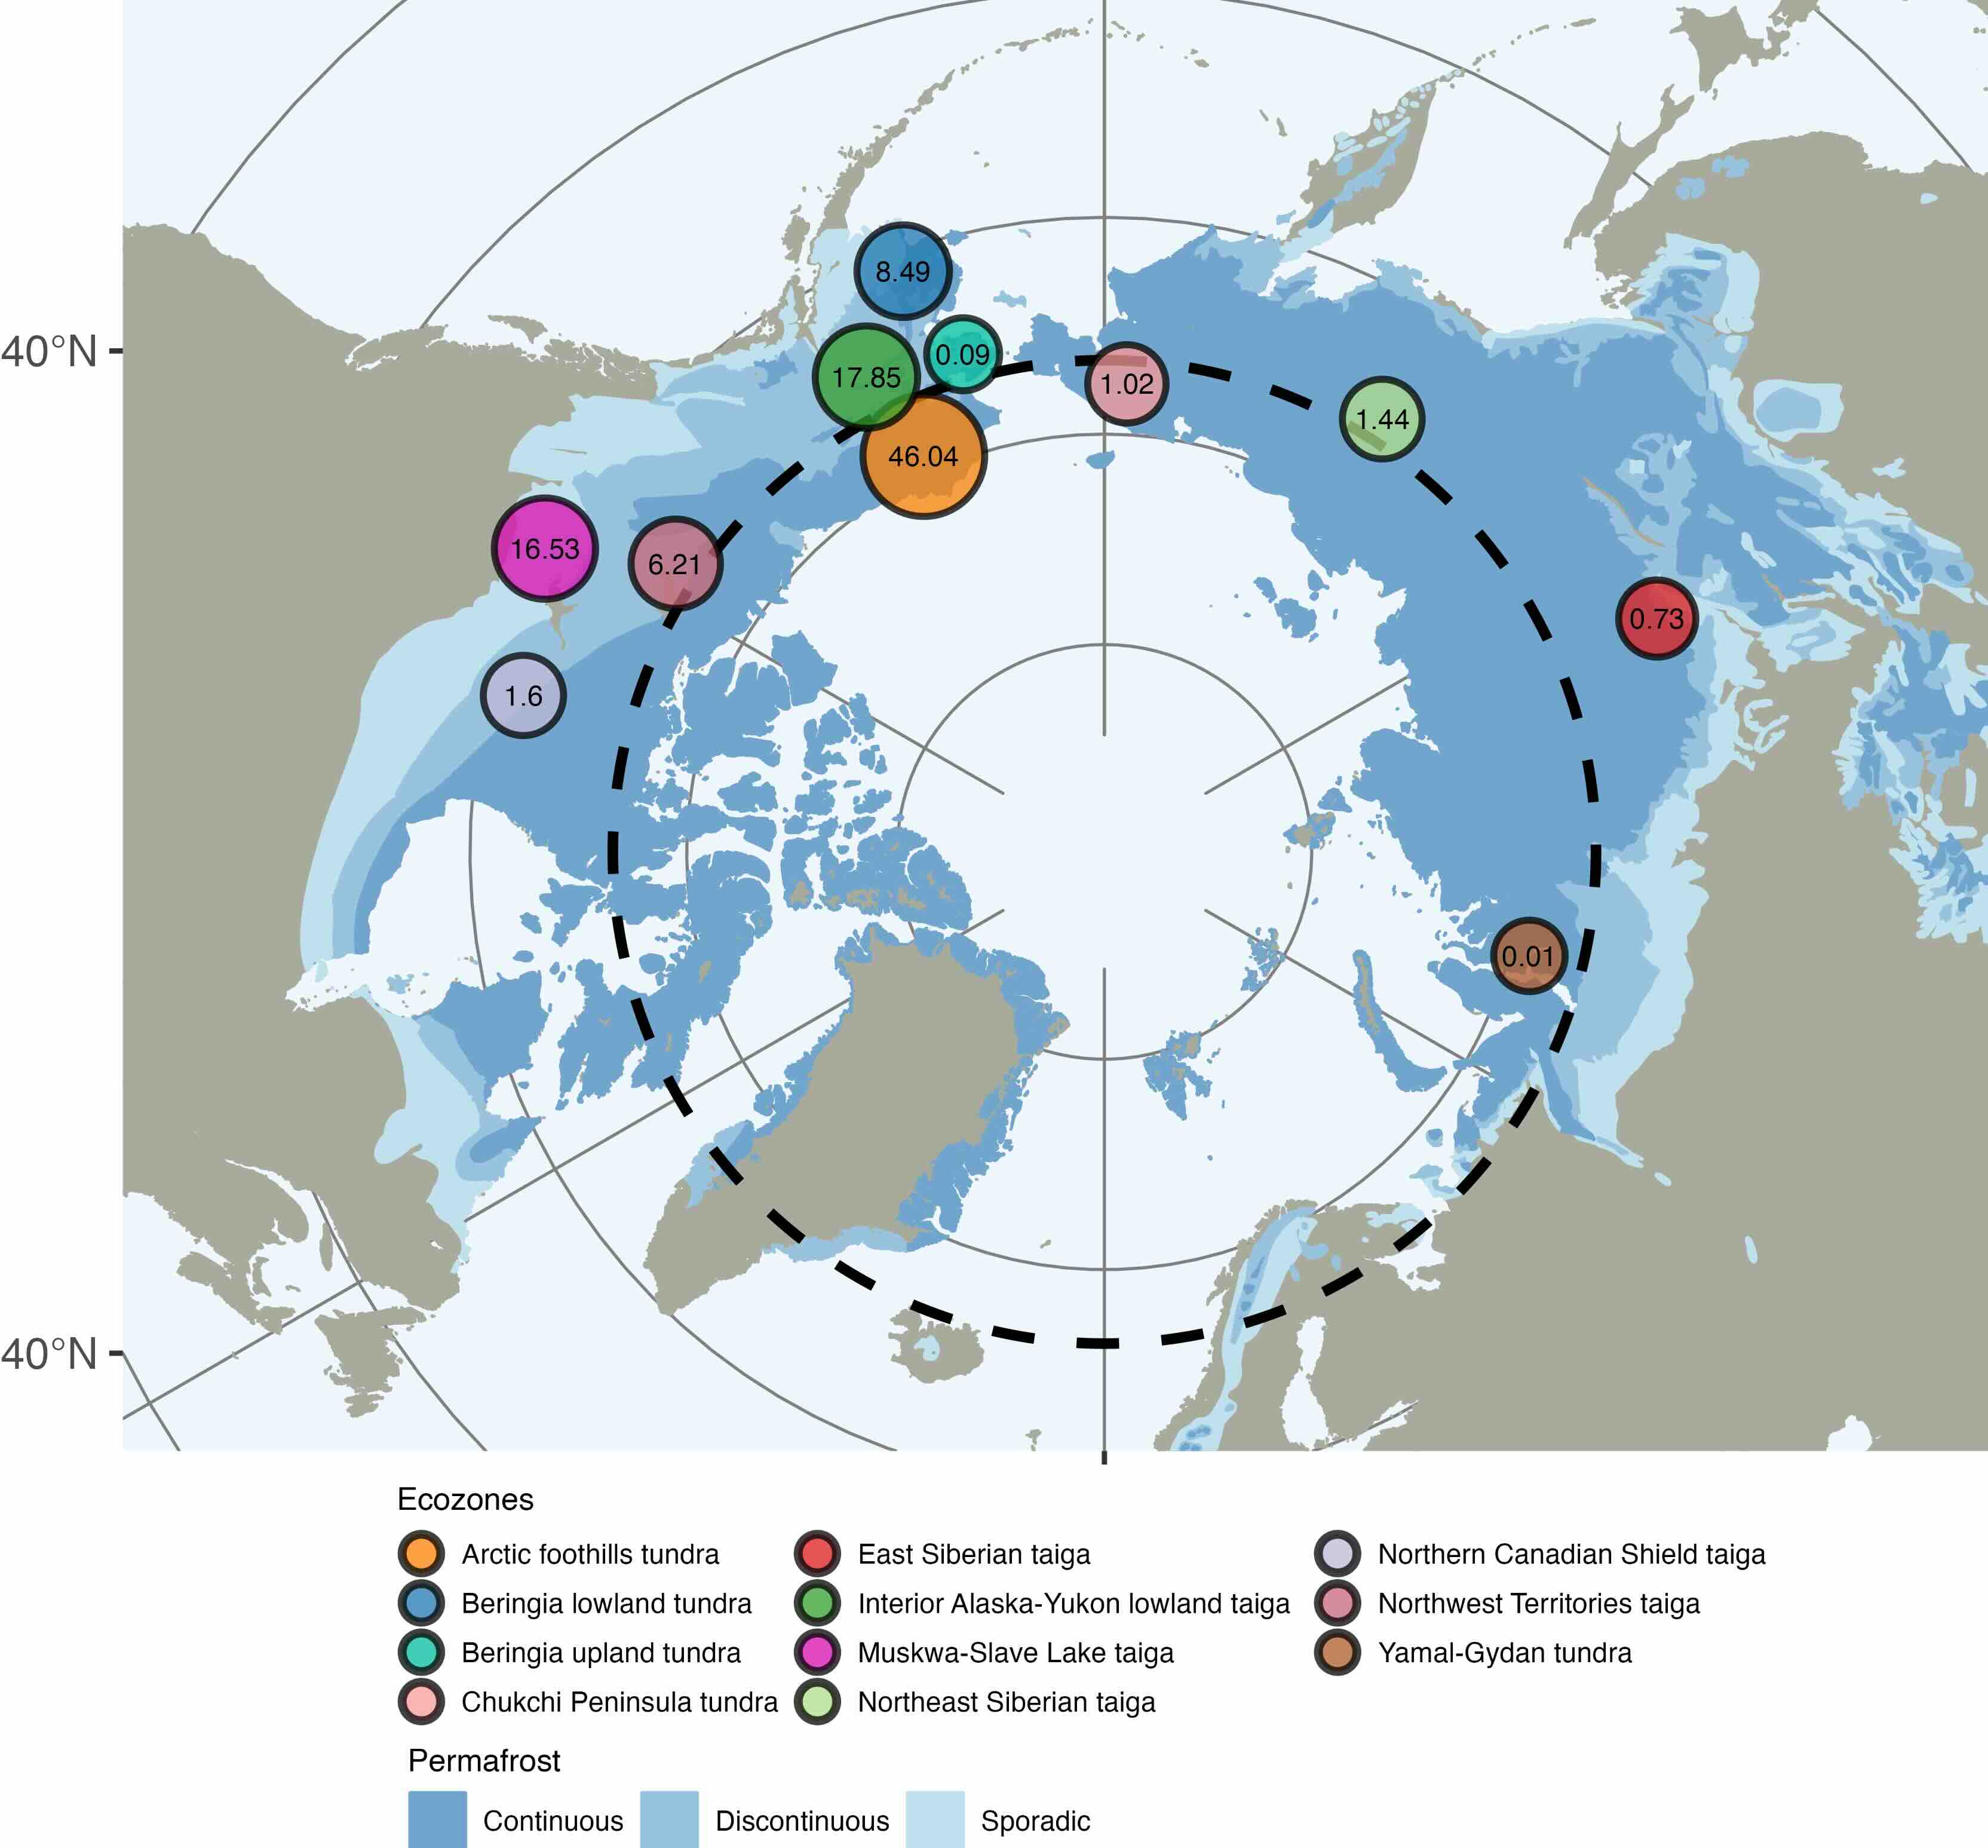 8.49
40°N
0.09
17.85
1.02
1.44
46.04
16.53
6.21
0.73
1.6
0.01
40°N
Ecozones
Arctic foothills tundra
East Siberian taiga
Northern Canadian Shield taiga
Beringia lowland tundra
Interior Alaska-Yukon lowland taiga
Northwest Territories taiga
Beringia upland tundra
Muskwa-Slave Lake taiga
Yamal-Gydan tundra
Chukchi Peninsula tundra
Northeast Siberian taiga
Permafrost
Continuous
Discontinuous
Sporadic